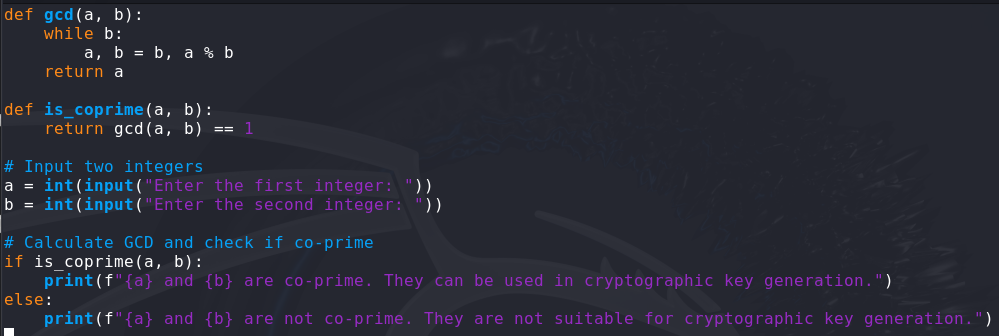 def gcd(a, b):
    while b:
        a, b = b, a % b
    return a

def is_coprime(a, b):
    return gcd(a, b) == 1

# Input two integers
a = int(input("Enter the first integer: "))
b = int(input("Enter the second integer: "))

# Calculate GCD and check if co-prime
if is_coprime(a, b):
    print(f"{a} and {b} are co-prime. They can be used in cryptographic key generation.")
else:
    print(f"{a} and {b} are not co-prime. They are not suitable for cryptographic key generation.")